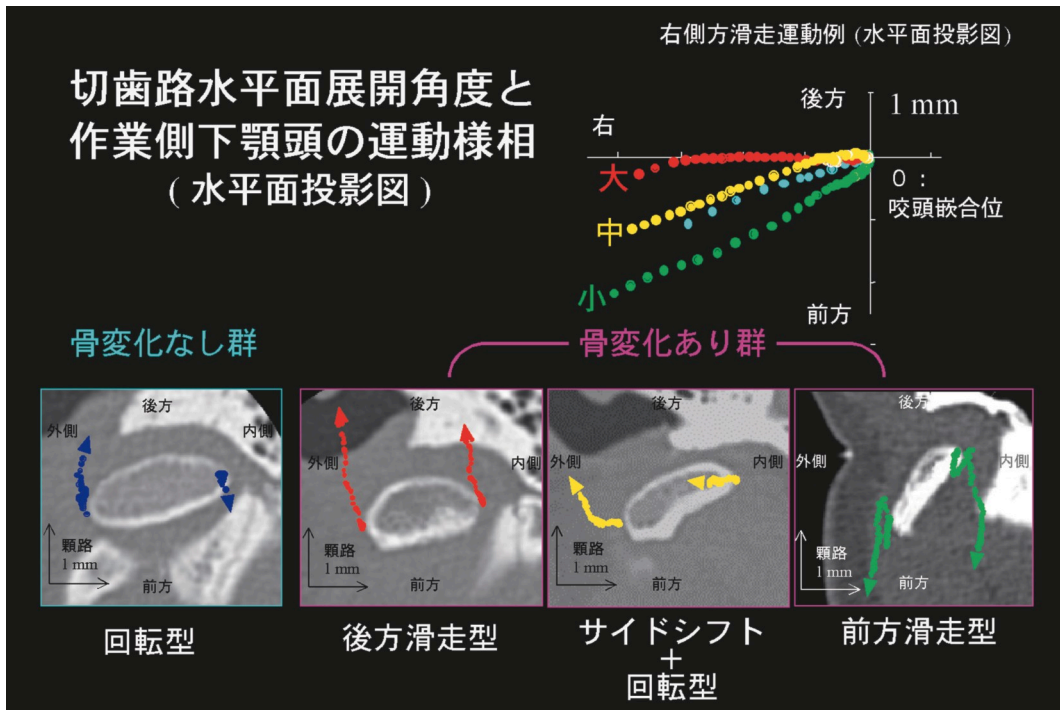 切歯路水平面展開角度と
作業側下顎頭の運動様相
( 水平面投影図 )
右側方滑走運動例 (水平面投影図)
後方
1 mm
右
大
0 :
咬頭嵌合位
中
小
前方
骨変化なし群
骨変化あり群
後方
外側
内側
顆路
1 mm
前方
後方
外側
内側
顆路
1 mm
前方
後方
外側
内側
顆路
1 mm
前方
後方
外側
内側
顆路
1 mm
前方
回転型
後方滑走型
サイドシフト
+
回転型
前方滑走型